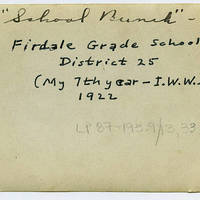 "School Bunch" -
Firdale Grade School
District 25
(My 7th year - I.W.W.
1922
LP 87-195.9/13,33